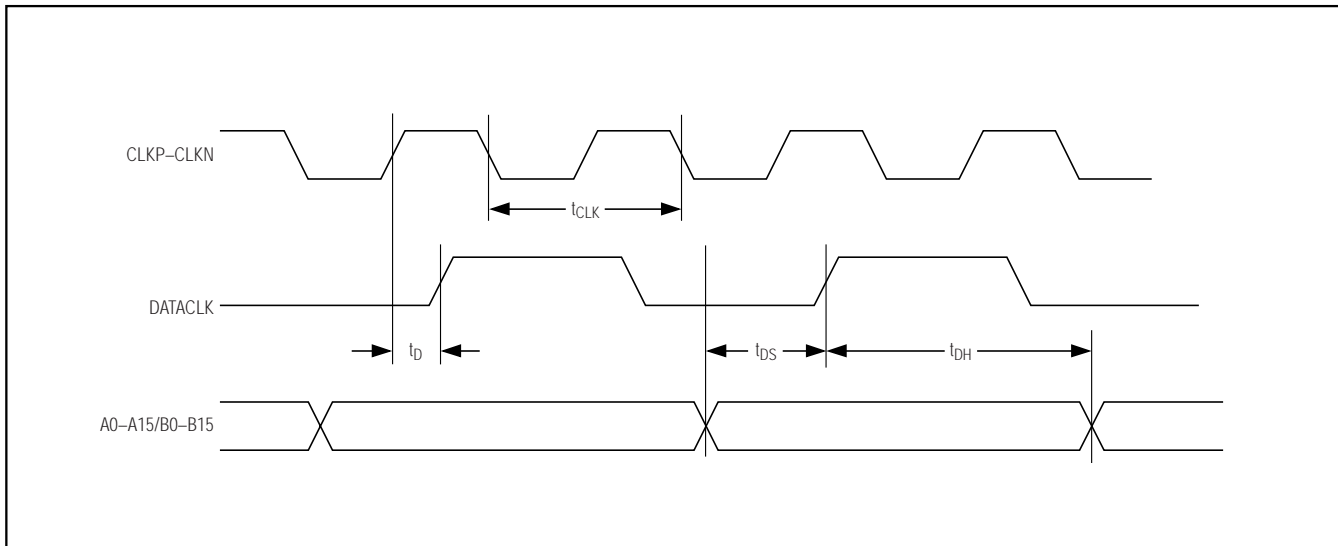 CLKP–CLKN
tCLK
DATACLK
tD
tDS
tDH
A0–A15/B0–B15